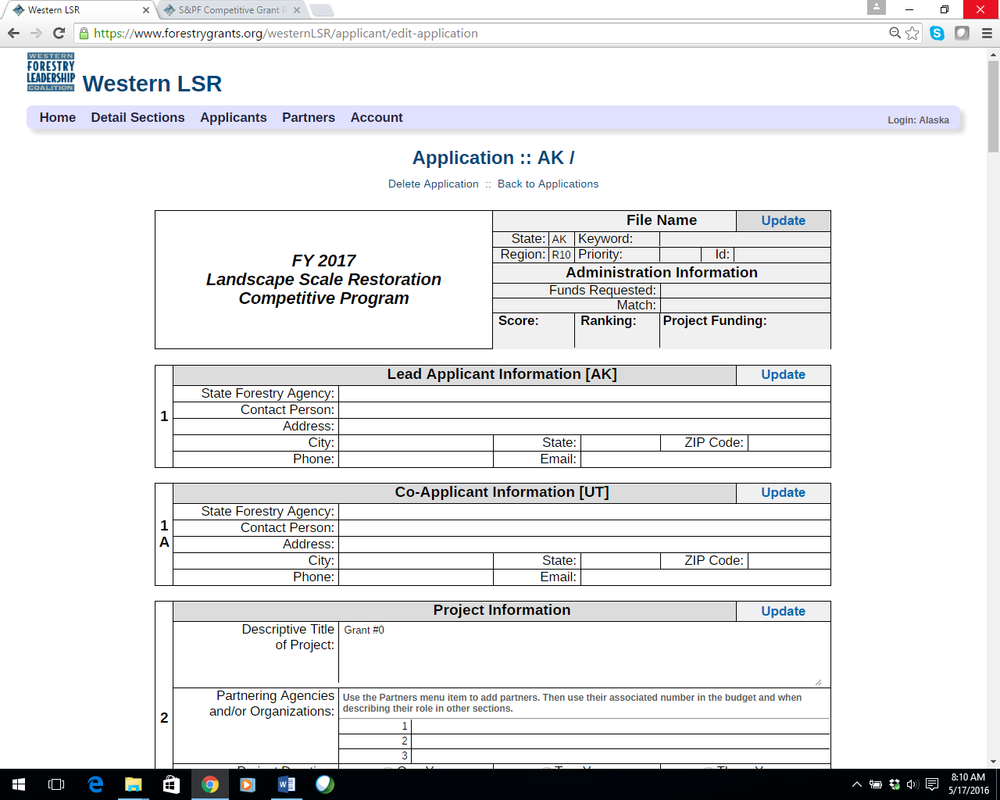 Western LSR
S&PF Competitive Grant
https://www.forestrygrants.org/westernLSR/applicant/edit-application
WESTERN
FORESTRY
LEADERSHIP
COALITION
Western LSR
Home Detail Sections Applicants Partners Account
Login: Alaska
Application :: AK /
Delete Application :: Back to Applications
FY 2017
Landscape Scale Restoration
Competitive Program
File Name Update
State: AK Keyword:
Region: R10 Priority: Id:
Administration Information
Funds Requested:
Match:
Score: Ranking: Project Funding:
1
Lead Applicant Information [AK] Update
State Forestry Agency:
Contact Person:
Address:
City: State: ZIP Code:
Phone: Email:
1
A
Co-Applicant Information [UT] Update
State Forestry Agency:
Contact Person:
Address:
City: State: ZIP Code:
Phone: Email:
2
Project Information Update
Descriptive Title
of Project:
Grant #0
Partnering Agencies
and/or Organizations:
Use the Partners menu item to add partners. Then use their associated number in the budget and when
describing their role in other sections.
1
2
3
8:10 AM
5/17/2016